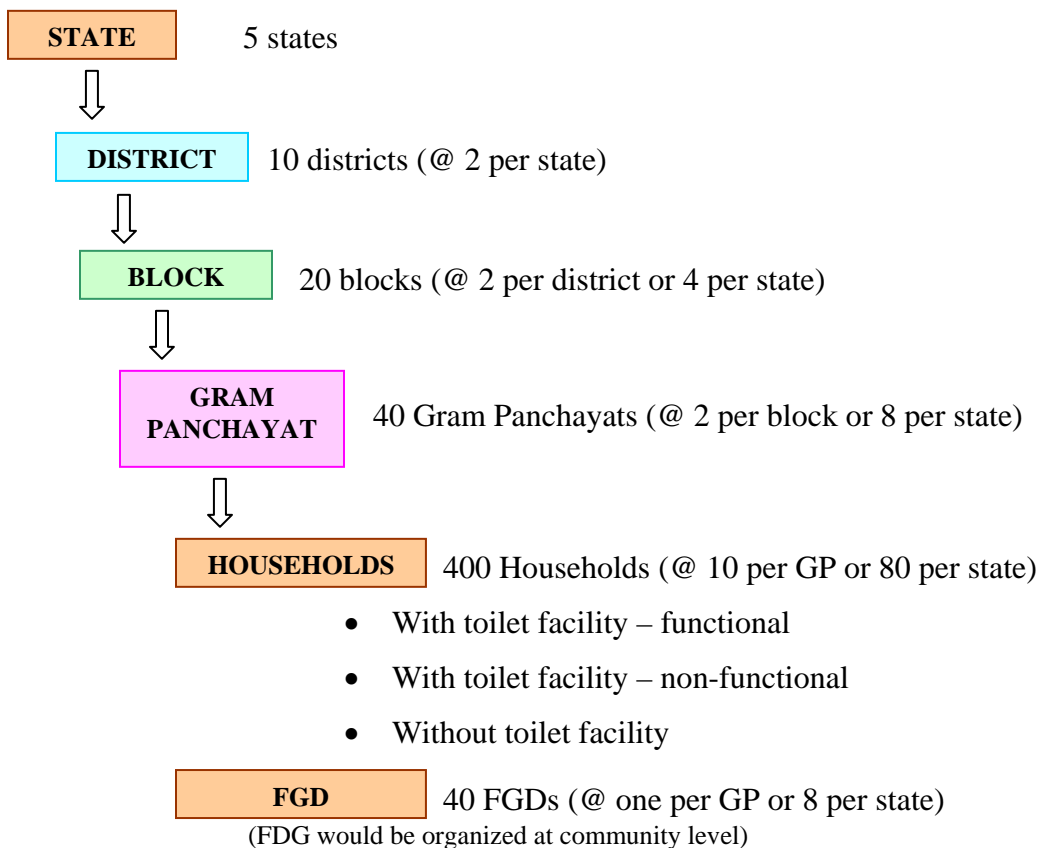 STATE 5 states
DISTRICT 10 districts (@ 2 per state)
BLOCK 20 blocks (@ 2 per district or 4 per state)
GRAM
PANCHAYAT 40 Gram Panchayats (@ 2 per block or 8 per state)
HOUSEHOLDS 400 Households (@ 10 per GP or 80 per state)
• With toilet facility – functional
• With toilet facility – non-functional
• Without toilet facility
FGD 40 FGDs (@ one per GP or 8 per state)
(FDG would be organized at community level)